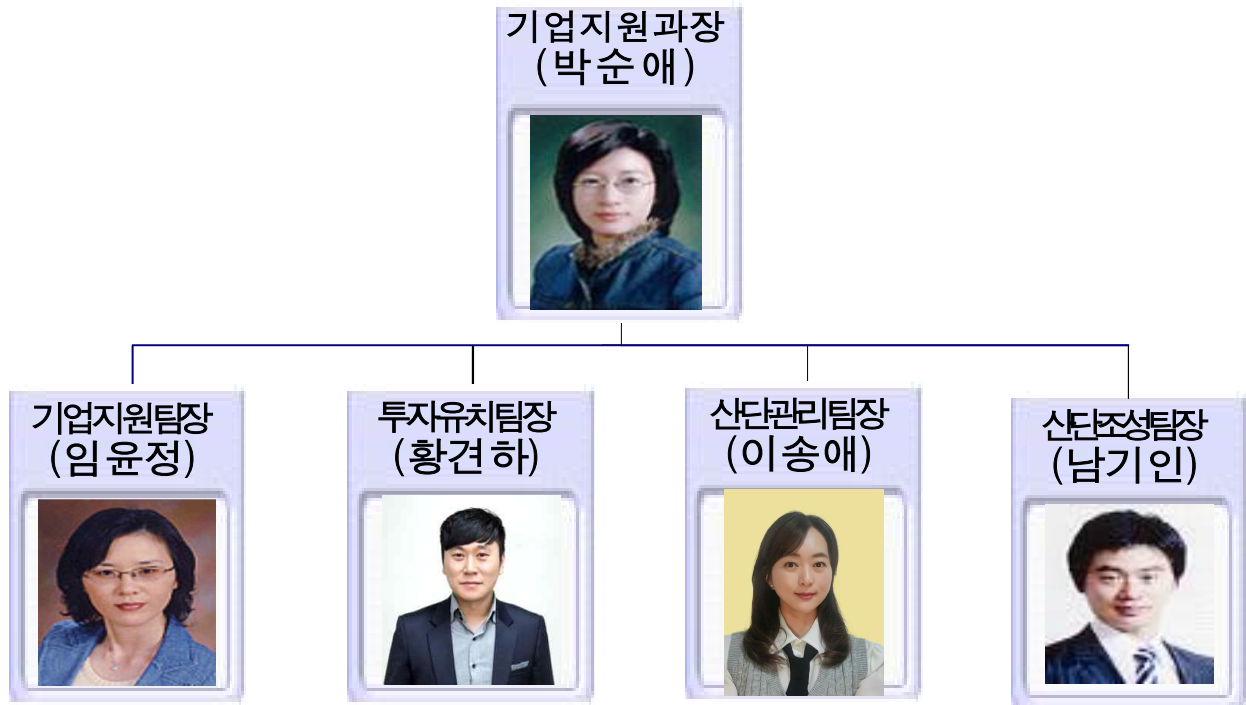 기업지원과장
(박순애)
기업지원팀장
(임윤정)
투자유치팀장
(황견하)
산단관리팀장
(이송애)
산단조성팀장
(남기인)